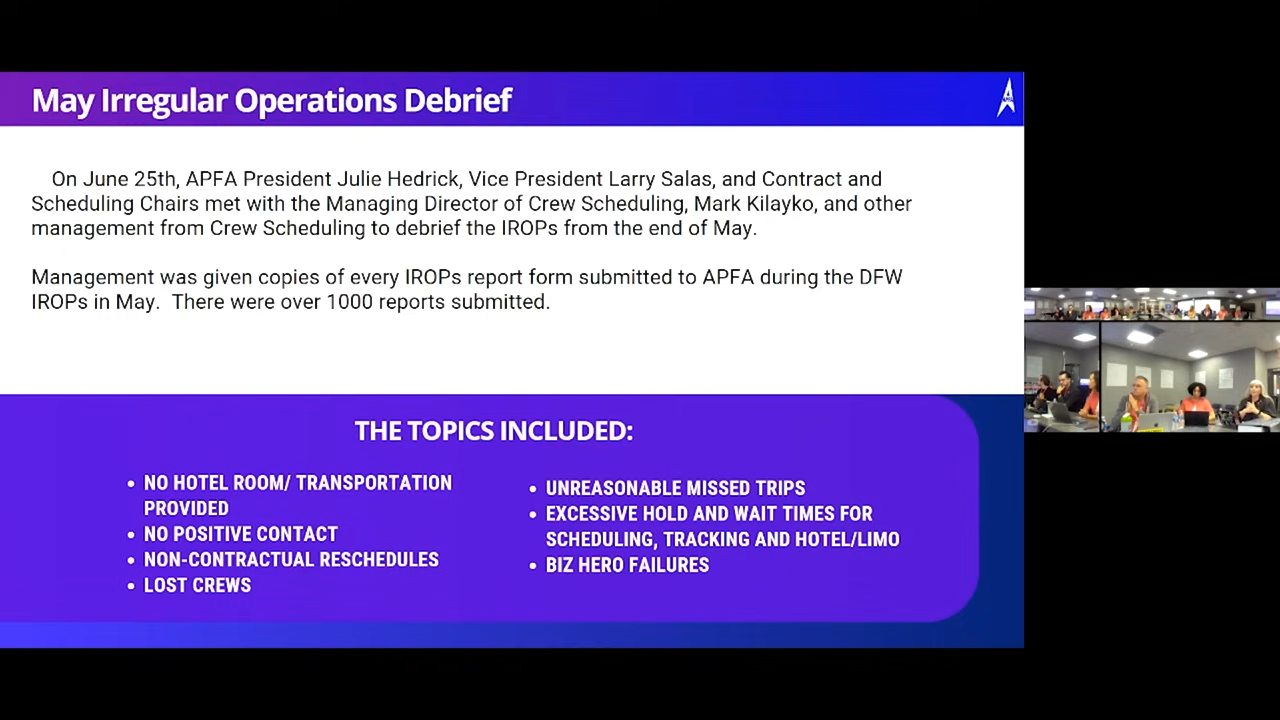 May Irregular Operations Debrief
On June 25th, APFA President Julie Hedrick, Vice President Larry Salas, and Contract and
Scheduling Chairs met with the Managing Director of Crew Scheduling, Mark Kilayko, and other
management from Crew Scheduling to debrief the IROPs from the end of May.
Management was given copies of every IROPs report form submitted to APFA during the DFW
IROPs in May.  There were over 1000 reports submitted.
THE TOPICS INCLUDED:
• NO HOTEL ROOM/ TRANSPORTATION
PROVIDED
• NO POSITIVE CONTACT
• NON-CONTRACTUAL RESCHEDULES
• LOST CREWS
• UNREASONABLE MISSED TRIPS
• EXCESSIVE HOLD AND WAIT TIMES FOR
SCHEDULING, TRACKING AND HOTEL/LIMO
• BIZ HERO FAILURES